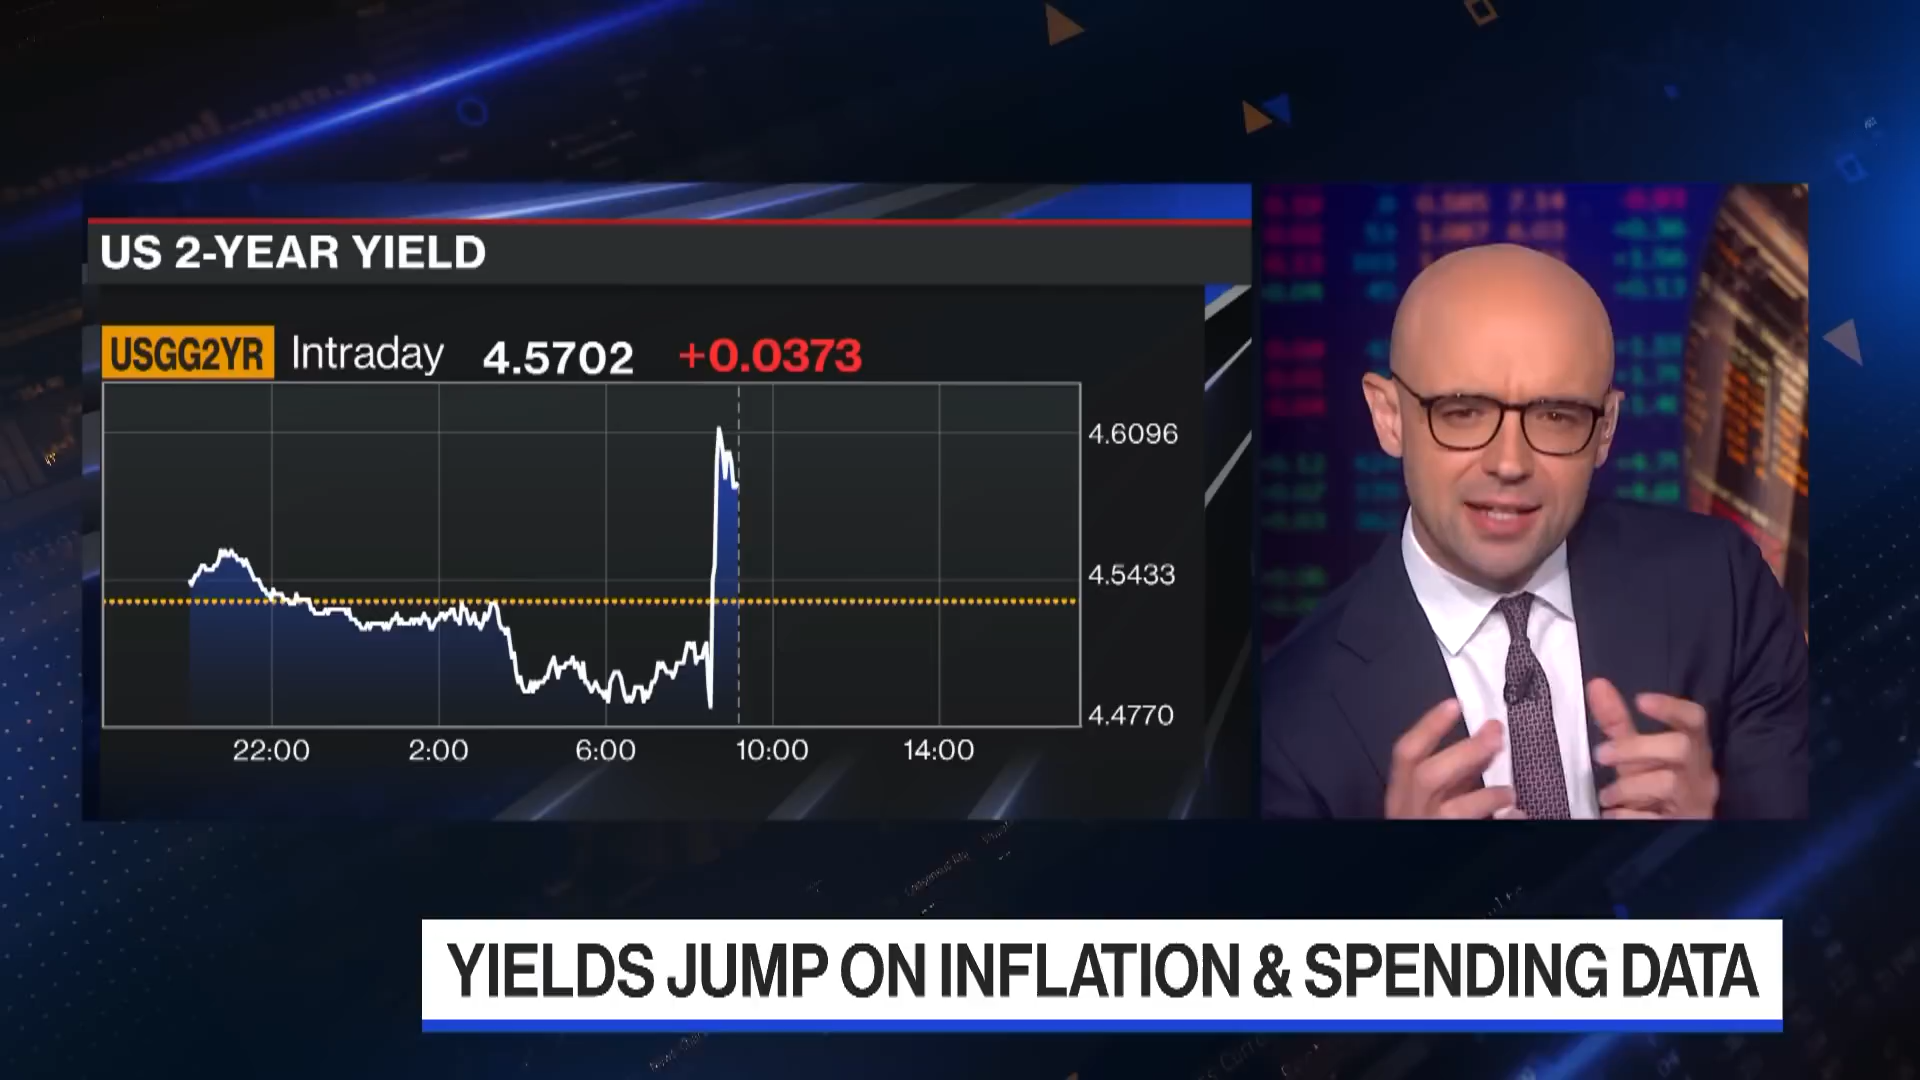 US 2-YEAR YIELD
USGG2YR Intraday 4.5702 +0.0373
4.6096
4.5433
4.4770
22:00 2:00 6:00 10:00 14:00
YIELDS JUMP ON INFLATION & SPENDING DATA